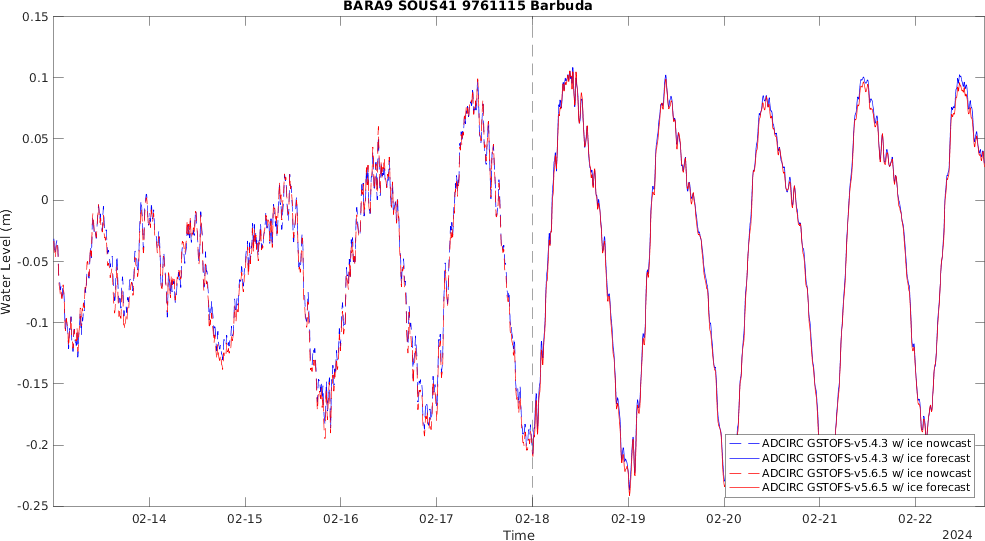 BARA9 SOUS41 9761115 Barbuda
0.15
0.1
0.05
0
-0.05
-0.1
-0.15
-0.2
-0.25
Water Level (m)
ADCIRC GSTOFS-v5.4.3 w/ ice nowcast
ADCIRC GSTOFS-v5.4.3 w/ ice forecast
ADCIRC GSTOFS-v5.6.5 w/ ice nowcast
ADCIRC GSTOFS-v5.6.5 w/ ice forecast
02-14 02-15 02-16 02-17 02-18 02-19 02-20 02-21 02-22
Time
2024